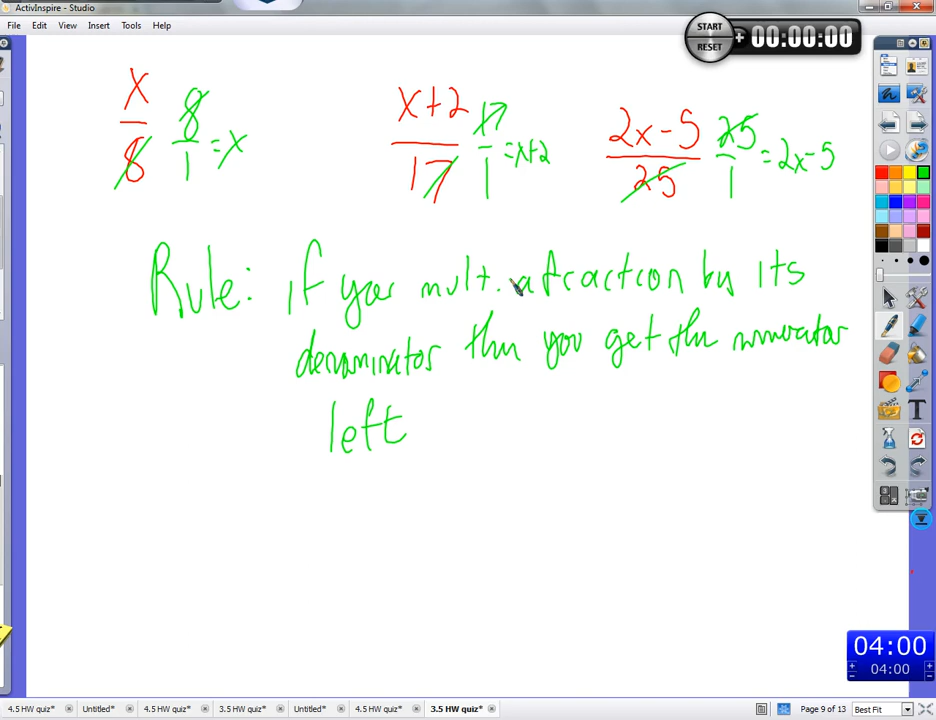 ActivInspire - Studio
File Edit View Insert Tools Help
START
RESET
+ 00:00:00
x/8 8/1 = x
x+2/17 17/1 = x+2
2x-5/25 25/1 = 2x-5
Rule: if you mult. a fraction by its
denominator then you get the numerator
left
04:00
04:00
4.5 HW quiz* Untitled* 4.5 HW quiz* 3.5 HW quiz* Untitled* 4.5 HW quiz* 3.5 HW quiz* Page 9 of 13 Best Fit